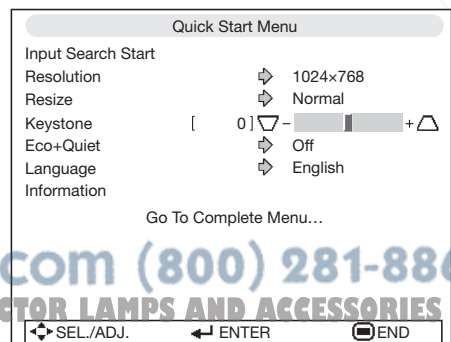 Quick Start Menu
Input Search Start
Resolution 1024×768
Resize Normal
Keystone [ 0 ] − +
Eco+Quiet Off
Language English
Information
Go To Complete Menu...
com (800) 281-886
CTOR LAMPS AND ACCESSORIES
SEL./ADJ. ENTER END